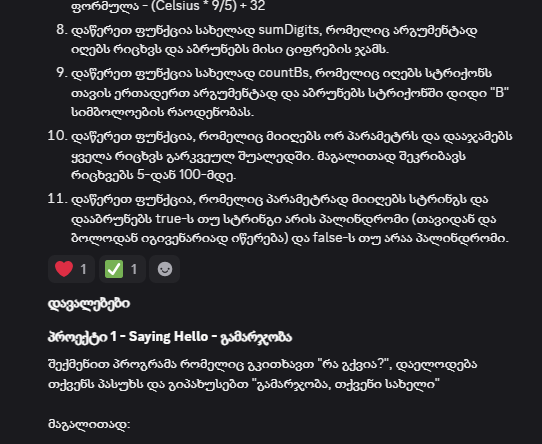 ფორმულა - (Celsius * 9/5) + 32
8. დაწერეთ ფუნქცია სახელად sumDigits, რომელიც არგუმენტად
იღებს რიცხვს და აბრუნებს მისი ციფრების ჯამს.
9. დაწერეთ ფუნქცია სახელად countBs, რომელიც იღებს სტრიქონს
თავის ერთადერთ არგუმენტად და აბრუნებს სტრიქონში დიდი "B"
სიმბოლოების რაოდენობას.
10. დაწერეთ ფუნქცია, რომელიც მიიღებს ორ პარამეტრს და დააჯამებს
ყველა რიცხვს გარკვეულ შუალედში. მაგალითად შეკრიბავს
რიცხვებს 5-დან 100-მდე.
11. დაწერეთ ფუნქცია, რომელიც პარამეტრად მიიღებს სტრინგს და
დააბრუნებს true-ს თუ სტრინგი არის პალინდრომი (თავიდან და
ბოლოდან იგივენარიად იწერება) და false-ს თუ არაა პალინდრომი.
1 1
დავალებები
პროექტი 1 - Saying Hello - გამარჯობა
შექმენით პროგრამა რომელიც გკითხავთ "რა გქვია?", დაელოდება
თქვენს პასუხს და გიპახუსებთ "გამარჯობა, თქვენი სახელი"
მაგალითად: